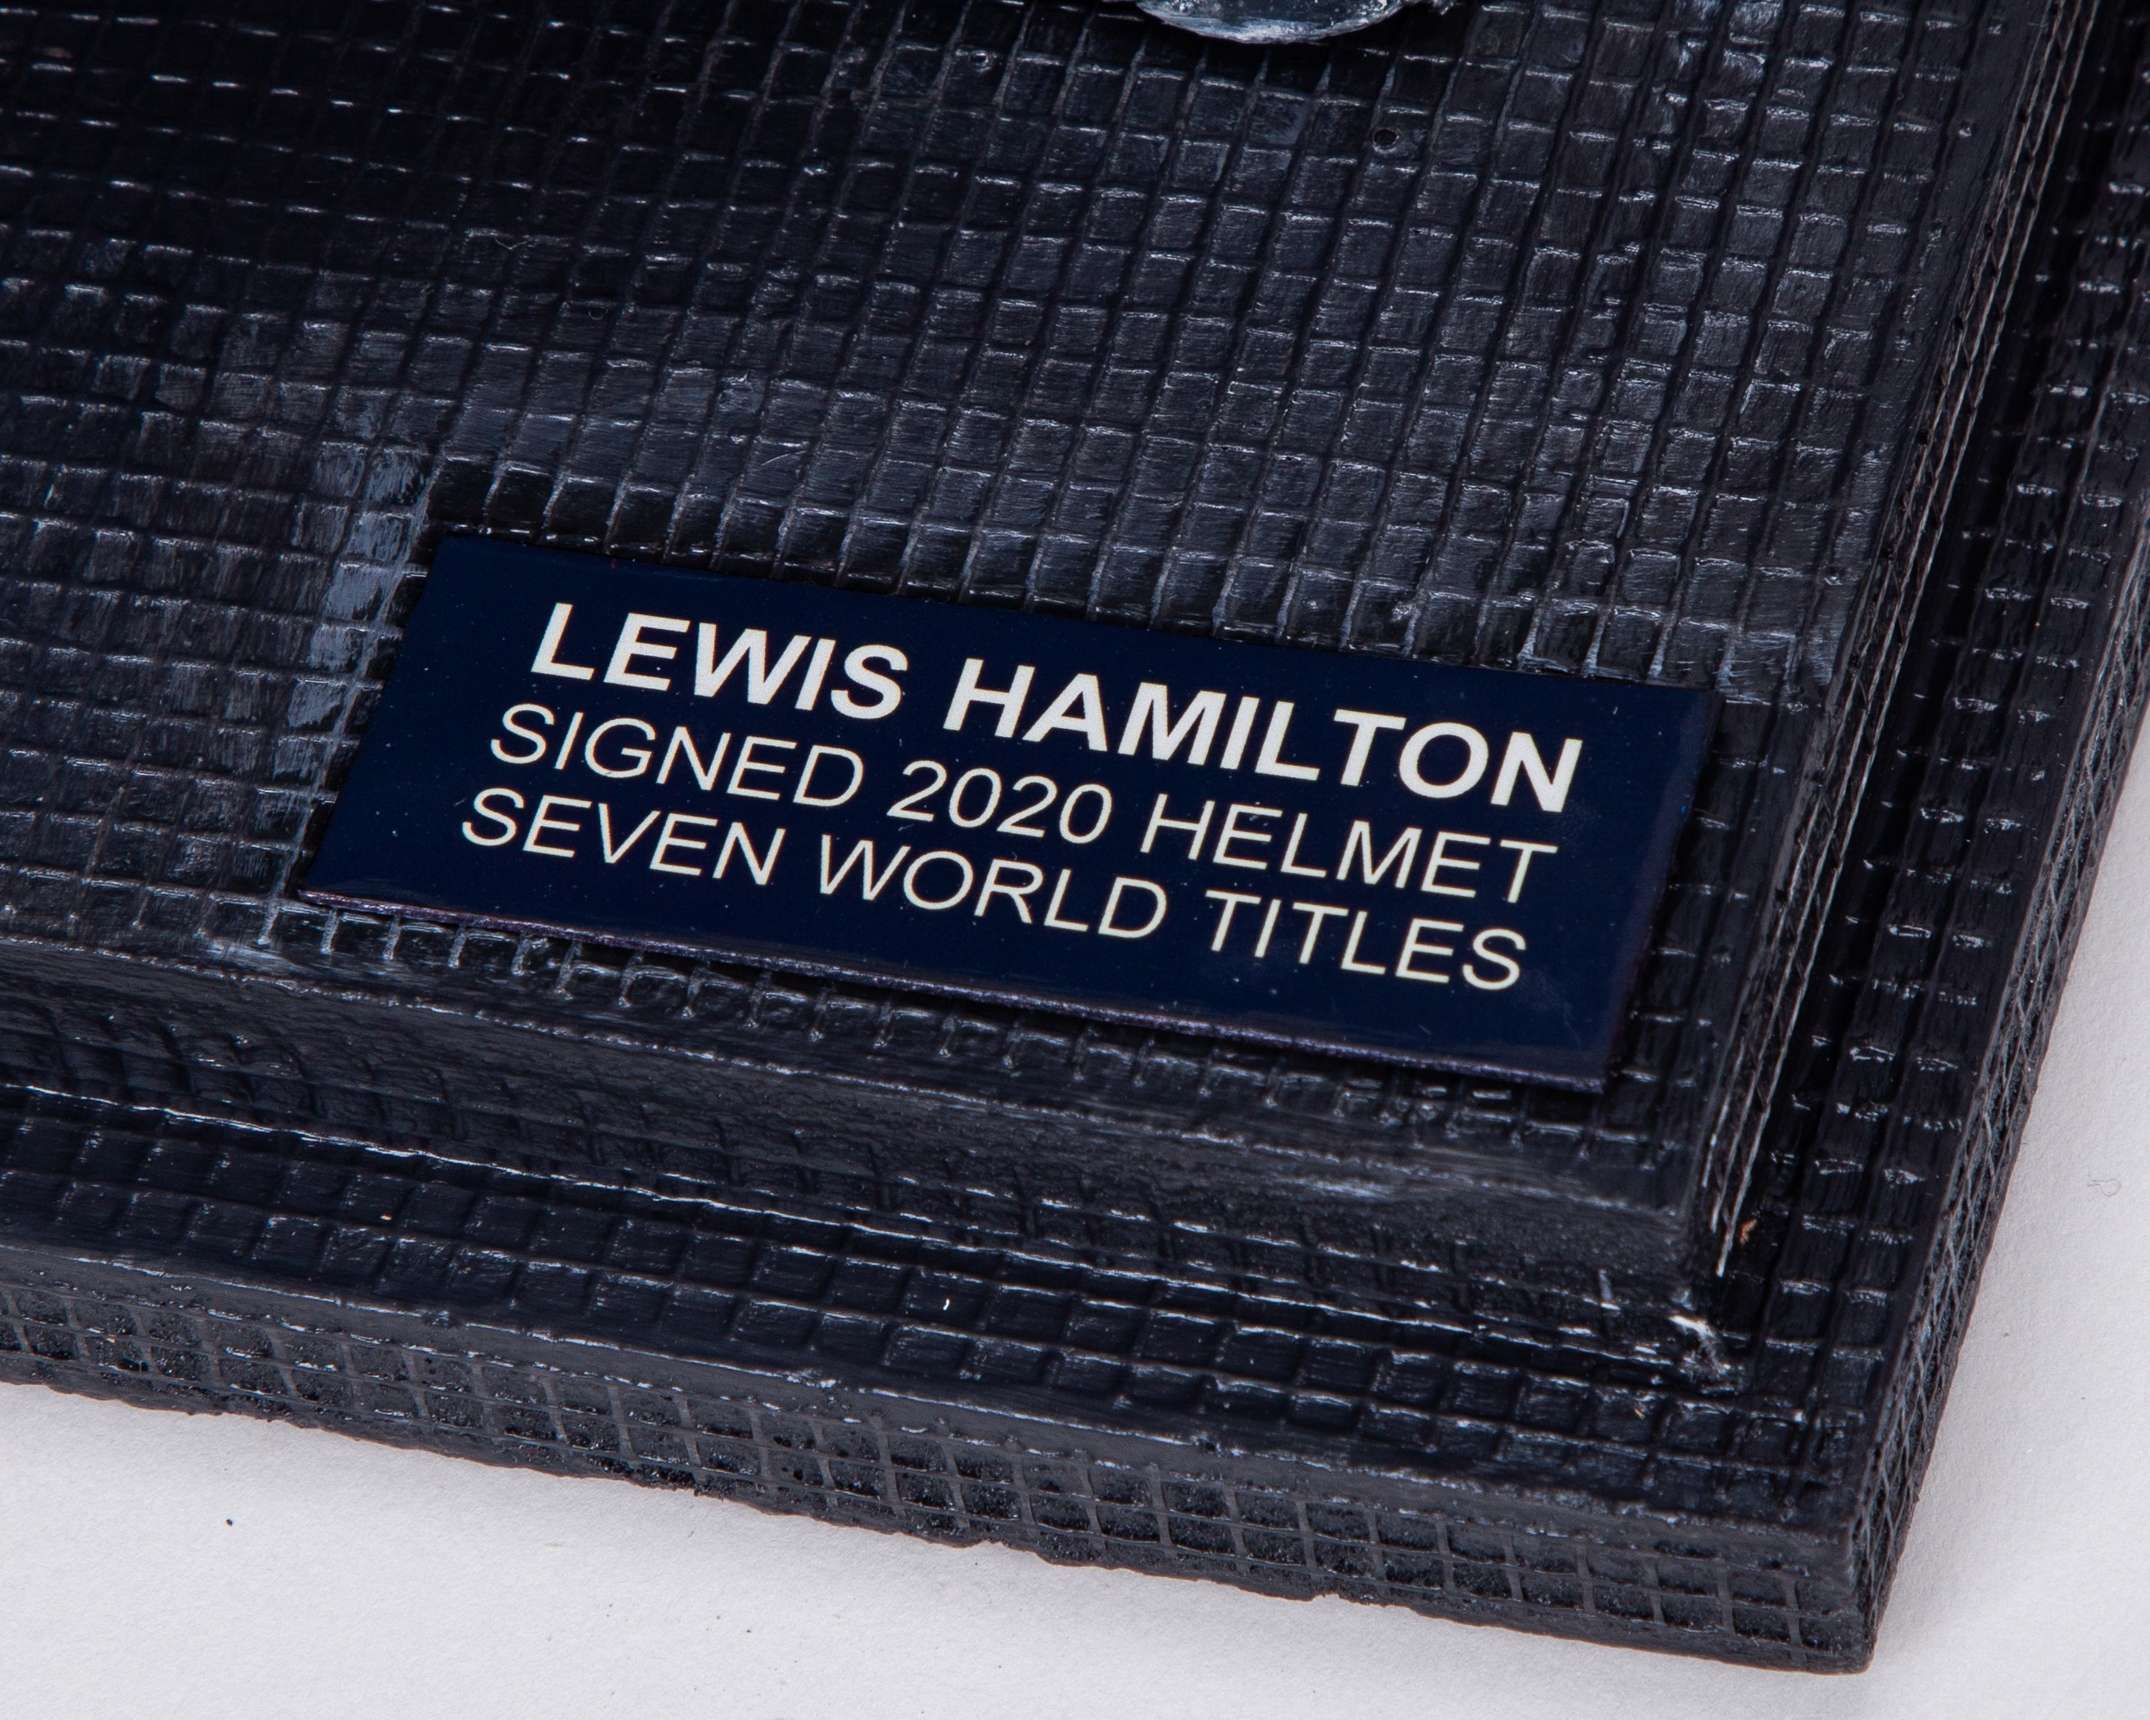 LEWIS HAMILTON
SIGNED 2020 HELMET
SEVEN WORLD TITLES